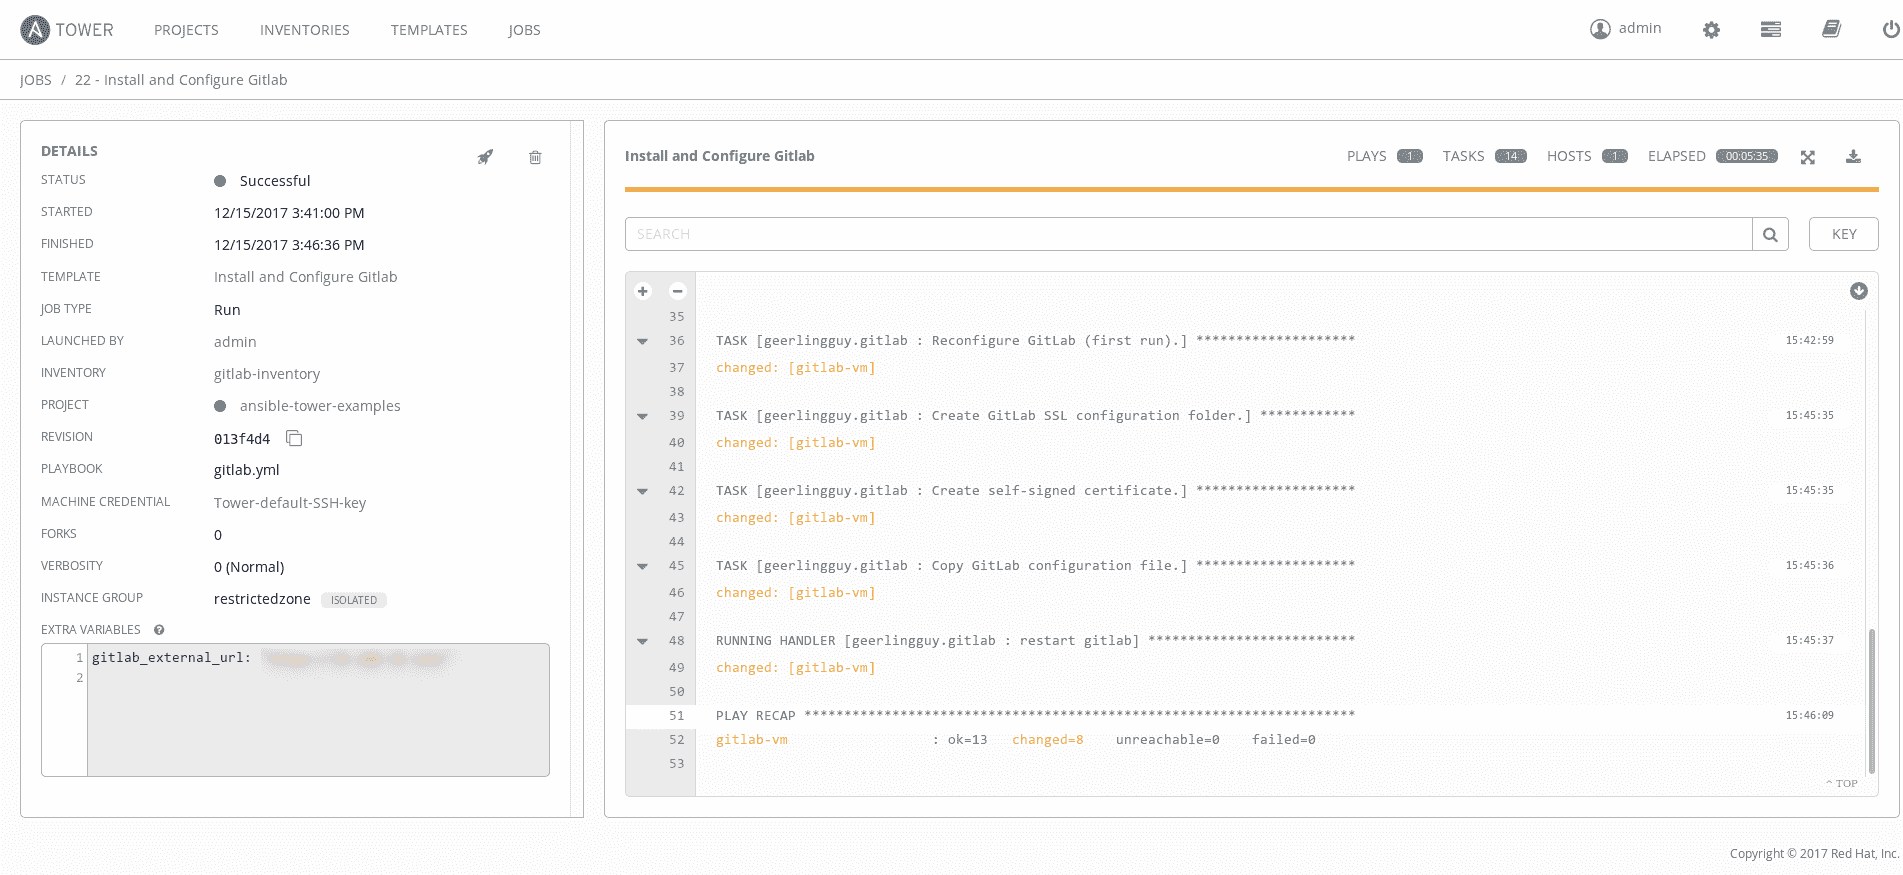 TOWER PROJECTS INVENTORIES TEMPLATES JOBS admin
JOBS / 22 - Install and Configure Gitlab
DETAILS
STATUS Successful
STARTED 12/15/2017 3:41:00 PM
FINISHED 12/15/2017 3:46:36 PM
TEMPLATE Install and Configure Gitlab
JOB TYPE Run
LAUNCHED BY admin
INVENTORY gitlab-inventory
PROJECT ansible-tower-examples
REVISION 013f4d4
PLAYBOOK gitlab.yml
MACHINE CREDENTIAL Tower-default-SSH-key
FORKS 0
VERBOSITY 0 (Normal)
INSTANCE GROUP restrictedzone ISOLATED
EXTRA VARIABLES ?
1 gitlab_external_url:
2
Install and Configure Gitlab PLAYS 1 TASKS 14 HOSTS 1 ELAPSED 00:05:35
SEARCH KEY
35
36 TASK [geerlingguy.gitlab : Reconfigure GitLab (first run).] ******************** 15:42:59
37 changed: [gitlab-vm]
38
39 TASK [geerlingguy.gitlab : Create GitLab SSL configuration folder.] ************ 15:45:35
40 changed: [gitlab-vm]
41
42 TASK [geerlingguy.gitlab : Create self-signed certificate.] ******************** 15:45:35
43 changed: [gitlab-vm]
44
45 TASK [geerlingguy.gitlab : Copy GitLab configuration file.] ******************** 15:45:36
46 changed: [gitlab-vm]
47
48 RUNNING HANDLER [geerlingguy.gitlab : restart gitlab] ************************** 15:45:37
49 changed: [gitlab-vm]
50
51 PLAY RECAP ********************************************************************* 15:46:09
52 gitlab-vm : ok=13 changed=8 unreachable=0 failed=0
53
^ TOP
Copyright © 2017 Red Hat, Inc.